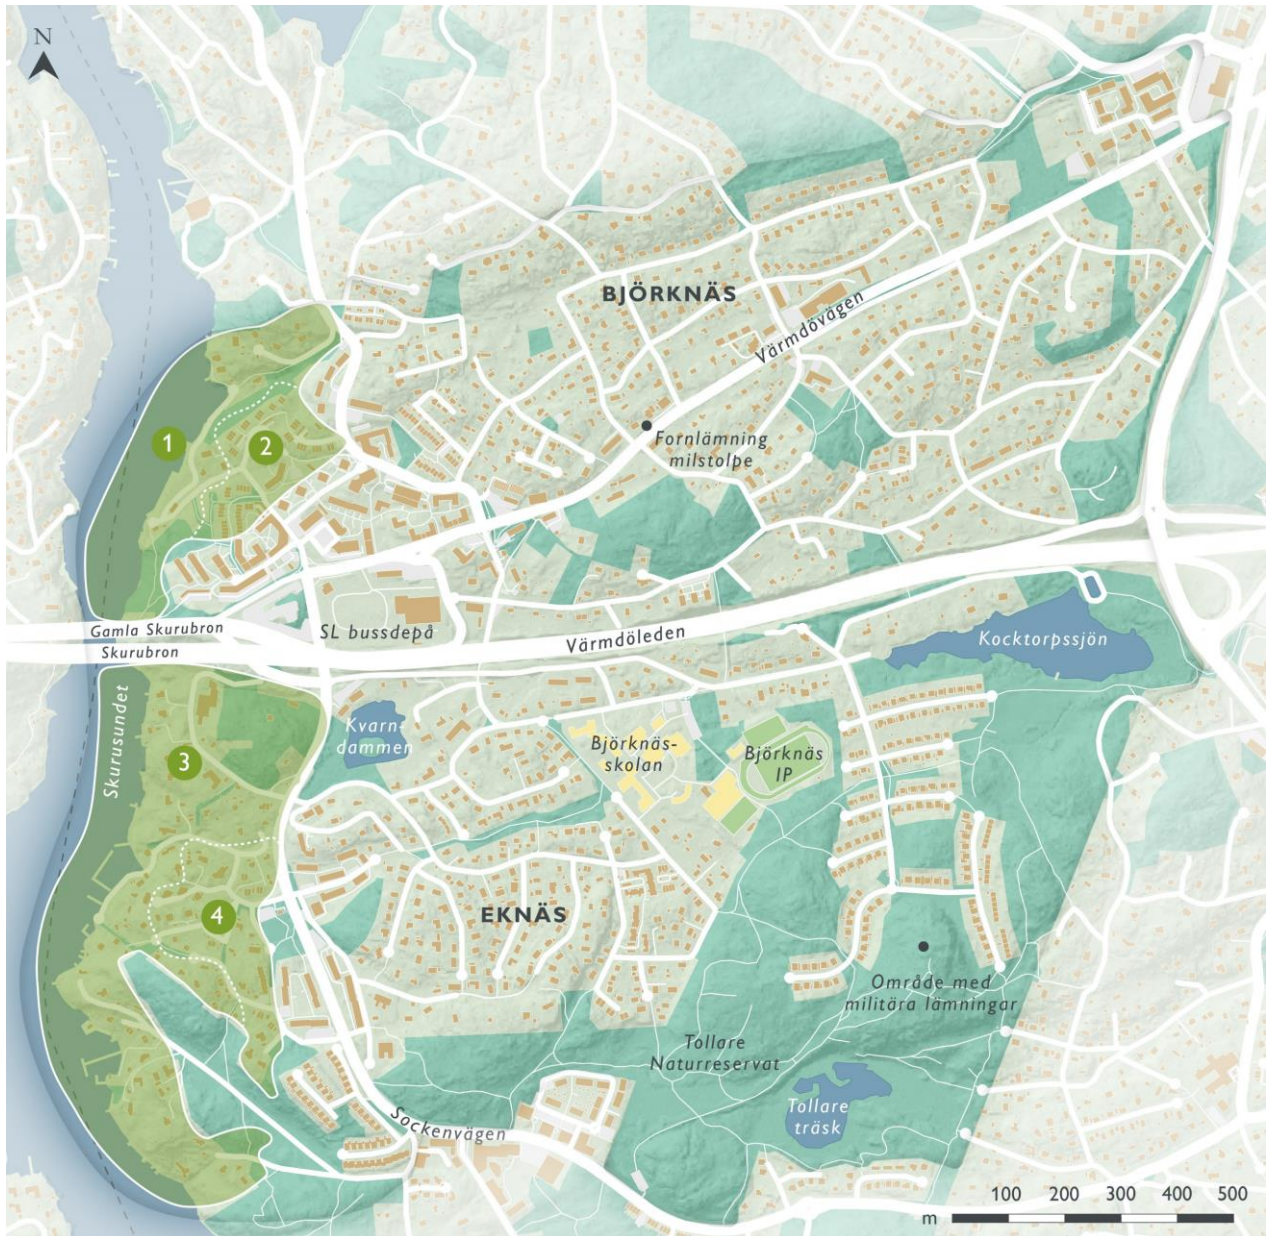 N
BJÖRKNÄS
Värmdövägen
1
2
Fornlämning
milstolpe
Gamla Skurubron
Skurubron
SL bussdepå
Värmdöleden
Kocktorpssjön
Skurusundet
Kvarn-
dammen
Björknäs-
skolan
Björknäs
IP
3
4
EKNÄS
Område med
militära lämningar
Tollare
Naturreservat
Tollare
träsk
Sockenvägen
100 200 300 400 500
m